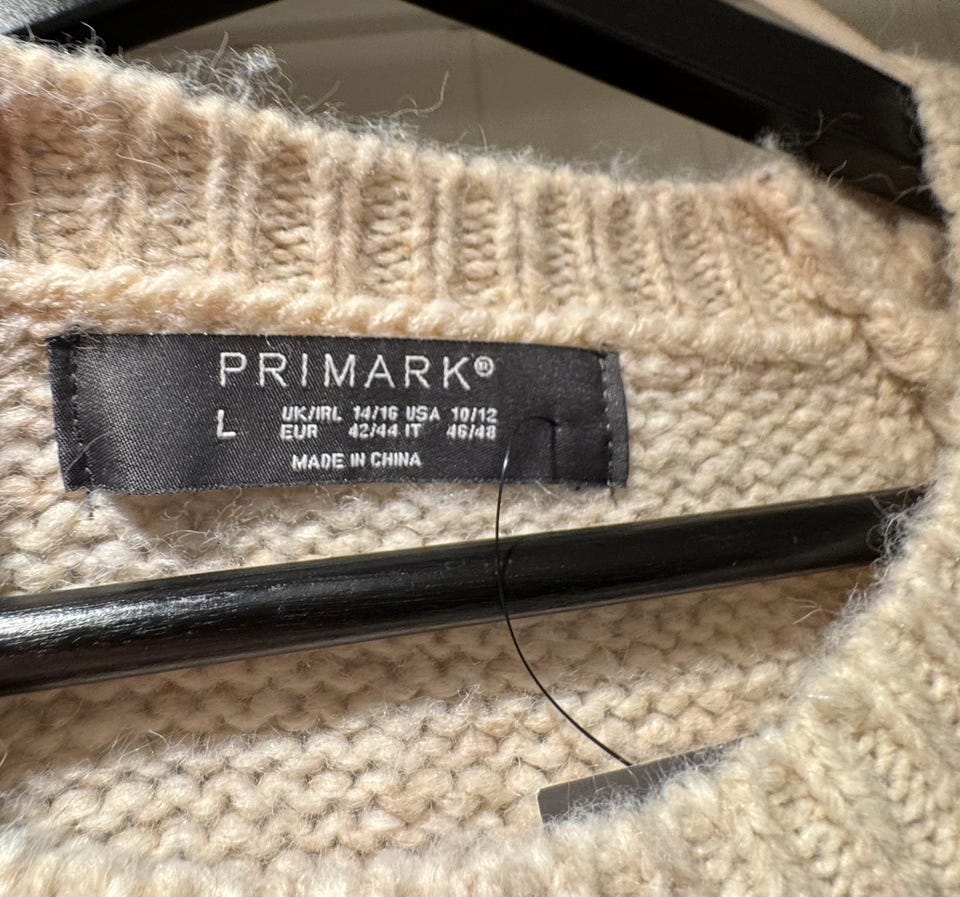 PRIMARK®
L UK/IRL 14/16 USA 10/12
EUR 42/44 IT 46/48
MADE IN CHINA